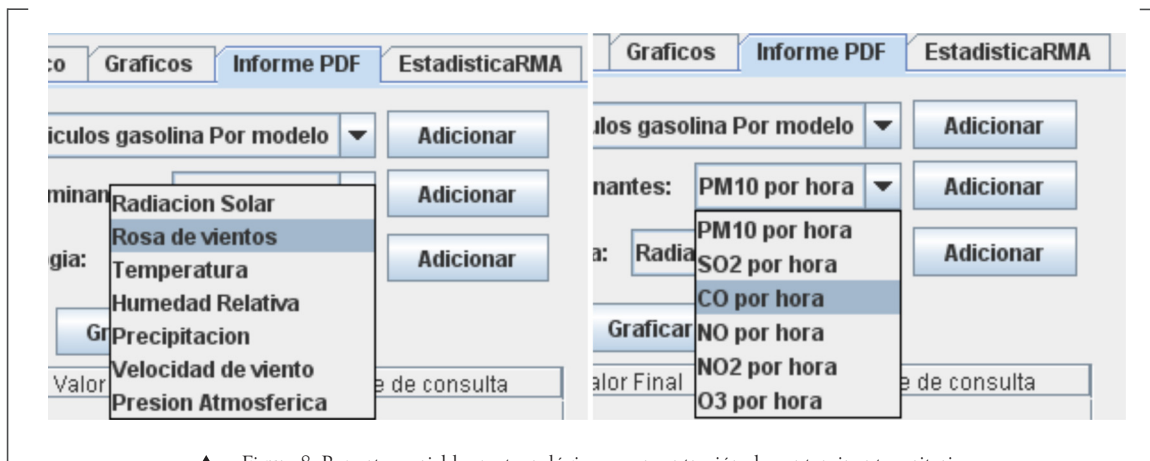 co Graficos Informe PDF EstadisticaRMA
iculos gasolina Por modelo Adicionar
minan Adicionar
Radiacion Solar
Rosa de vientos
gia: Adicionar
Temperatura
Humedad Relativa
Gr
Precipitacion
Velocidad de viento
Valor e de consulta
Presion Atmosferica
Graficos Informe PDF EstadisticaRMA
ulos gasolina Por modelo Adicionar
nantes: PM10 por hora Adicionar
PM10 por hora
a: Radia Adicionar
SO2 por hora
CO por hora
Graficar
NO por hora
NO2 por hora
alor Final e de consulta
O3 por hora